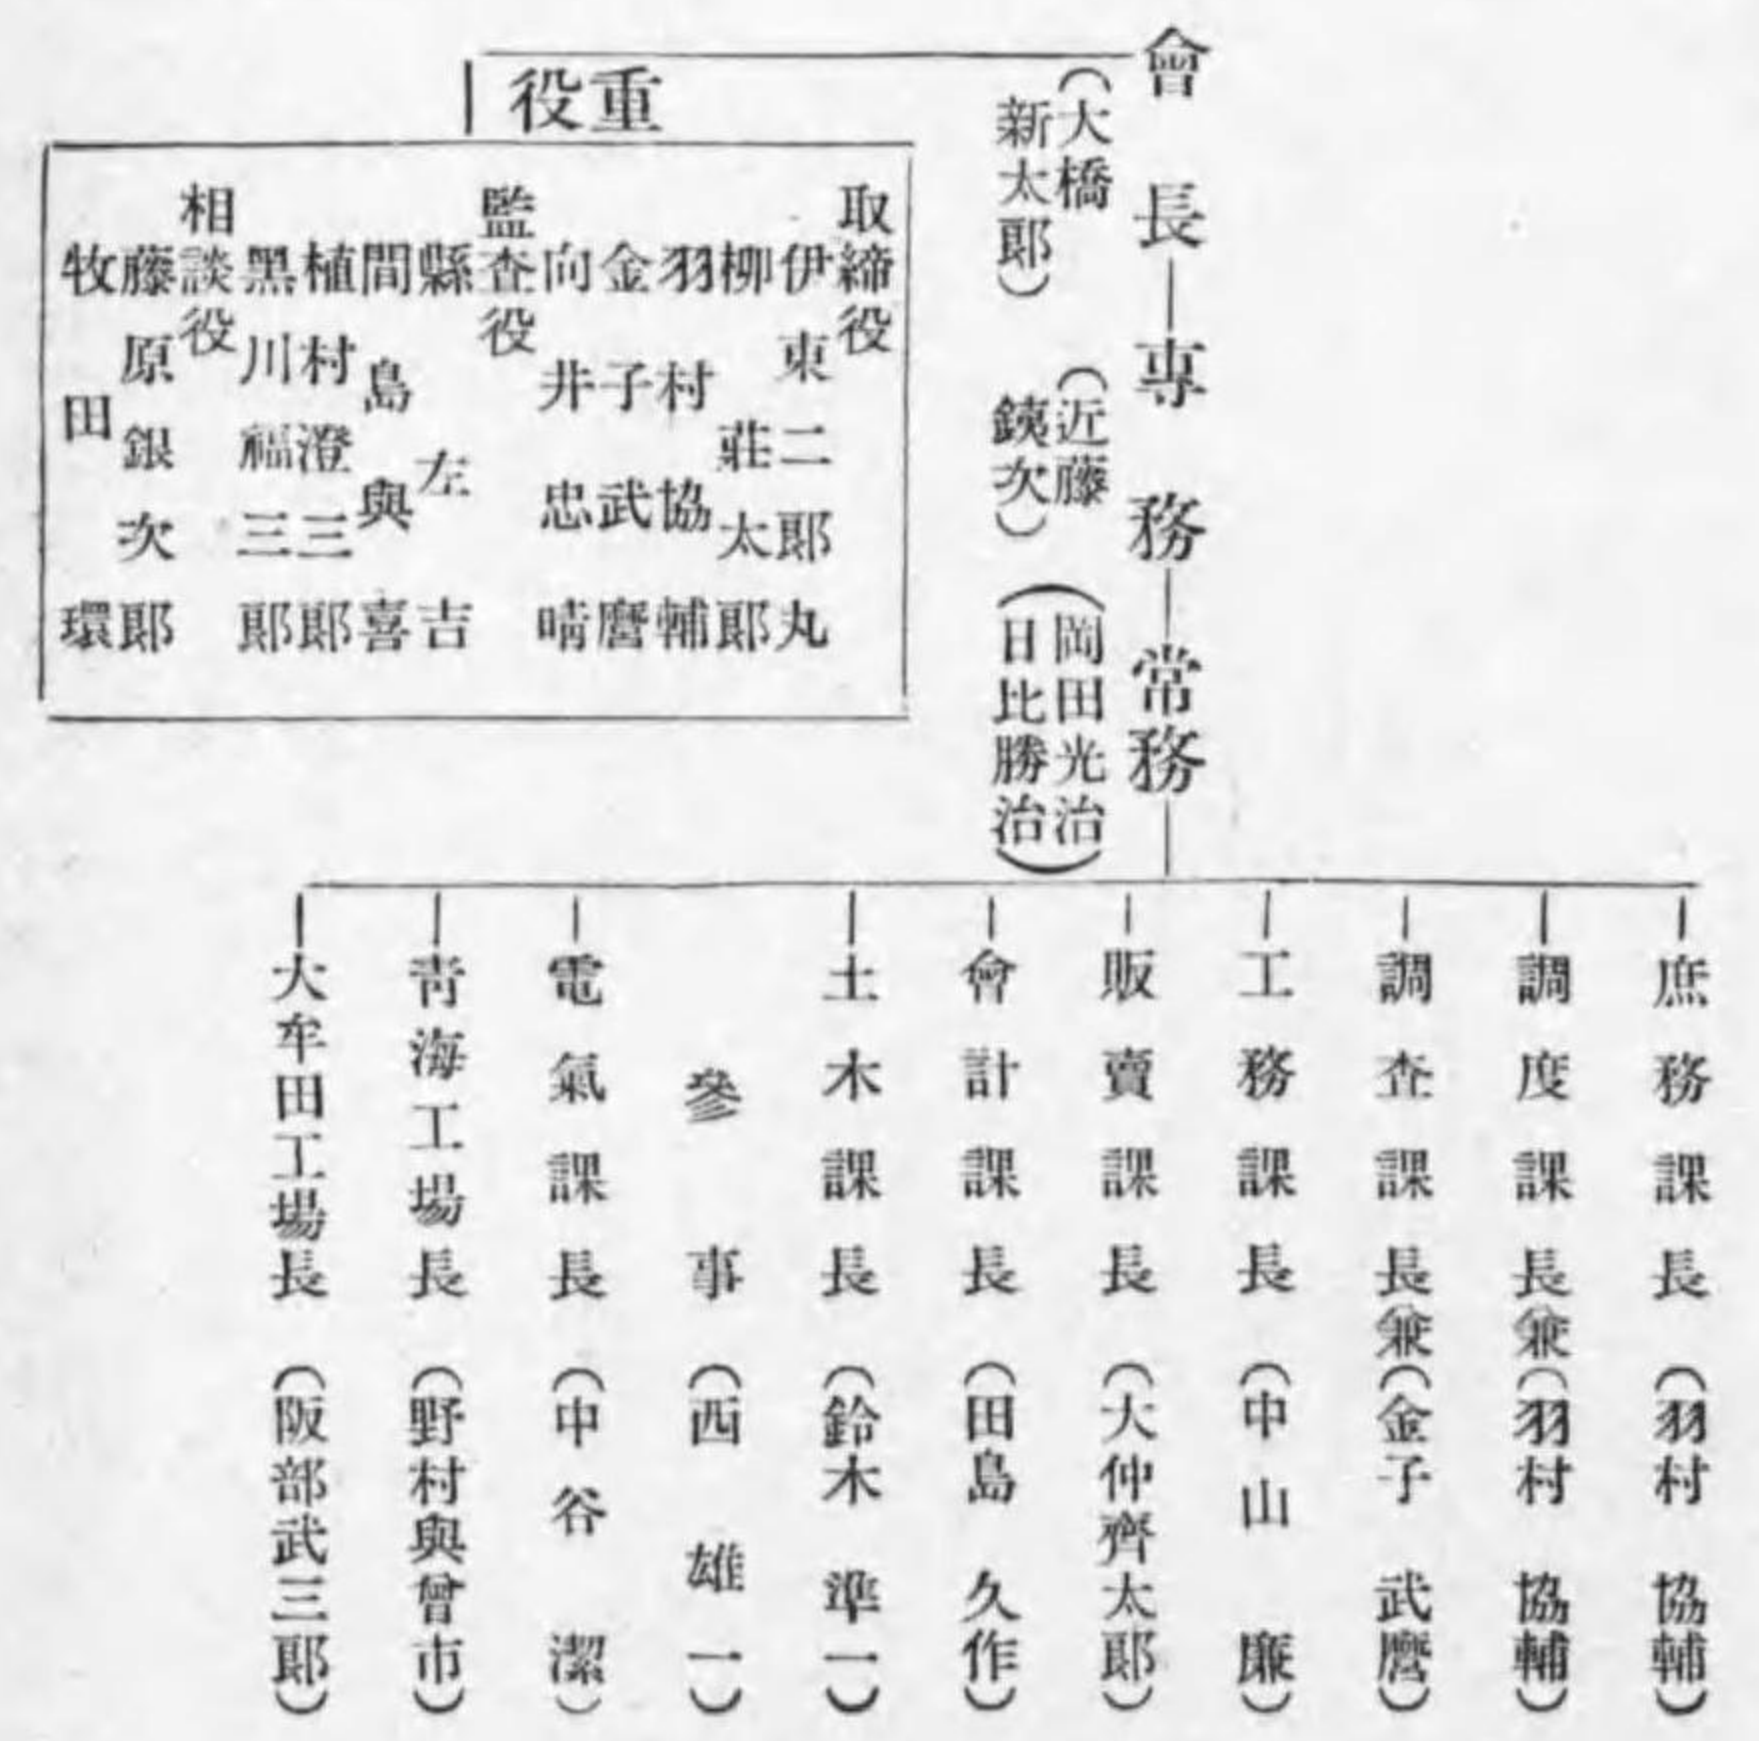 會長―專務―常務
(大橋
新太郎)
(近藤
銕次)
(岡田光治
日比勝治)
重役
取締役
伊東二郎丸
柳莊太郎
羽村協輔
金子武麿
向井忠晴
監査役
縣左吉
間島與喜
植村澄三郎
黑川福三郎
相談役
藤原銀次郎
牧田環
庶務課長(羽村協輔)
調度課長兼(羽村協輔)
調査課長兼(金子武麿)
工務課長(中山廉)
販賣課長(大仲齊太郎)
會計課長(田島久作)
土木課長(鈴木準一)
參事(西雄一)
電氣課長(中谷潔)
靑海工場長(野村與曾市)
大牟田工場長(阪部武三郎)